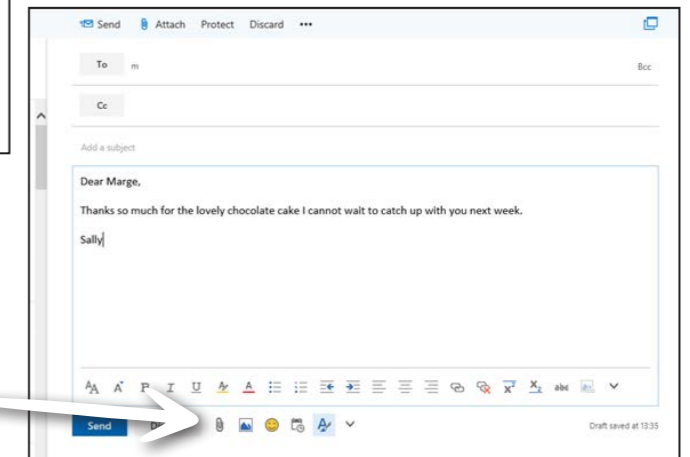 Send Attach Protect Discard •••
To m Bcc
Cc
Add a subject
Dear Marge,
Thanks so much for the lovely chocolate cake I cannot wait to catch up with you next week.
Sally
Send Draft saved at 13:35